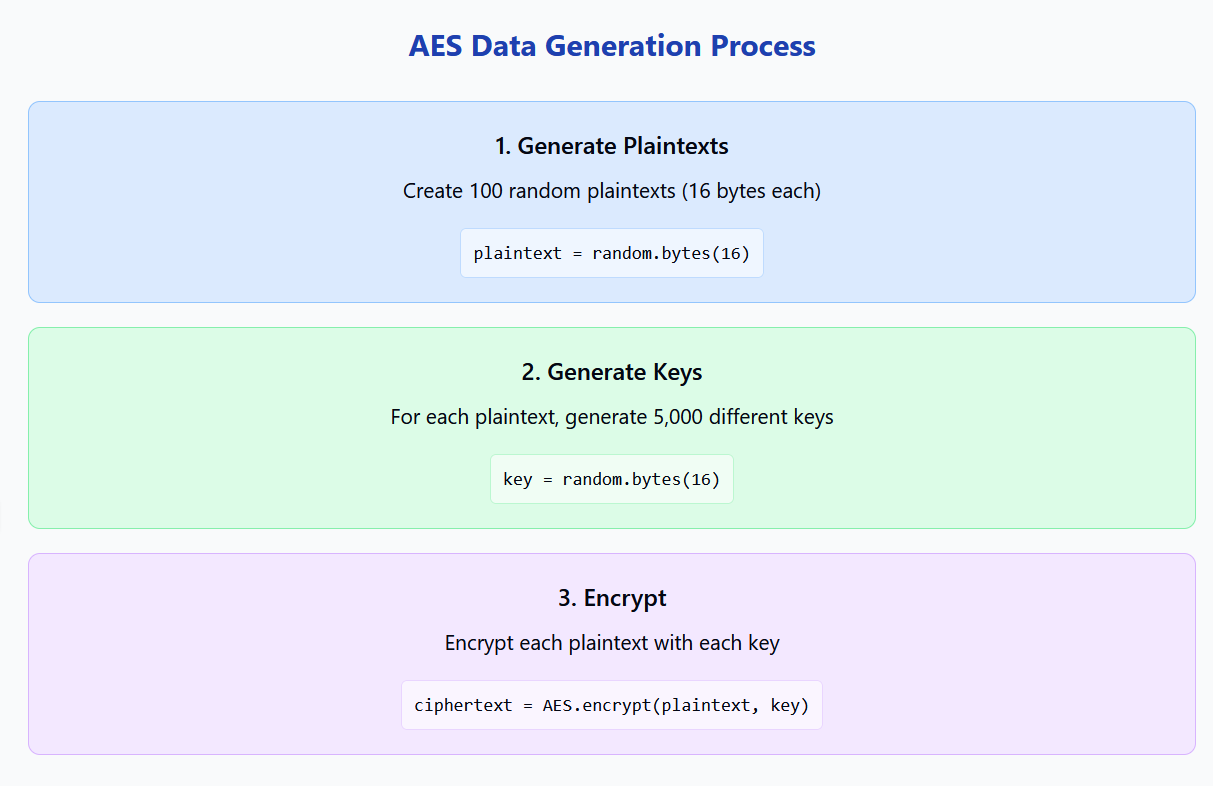 AES Data Generation Process
1. Generate Plaintexts
Create 100 random plaintexts (16 bytes each)
plaintext = random.bytes(16)
2. Generate Keys
For each plaintext, generate 5,000 different keys
key = random.bytes(16)
3. Encrypt
Encrypt each plaintext with each key
ciphertext = AES.encrypt(plaintext, key)